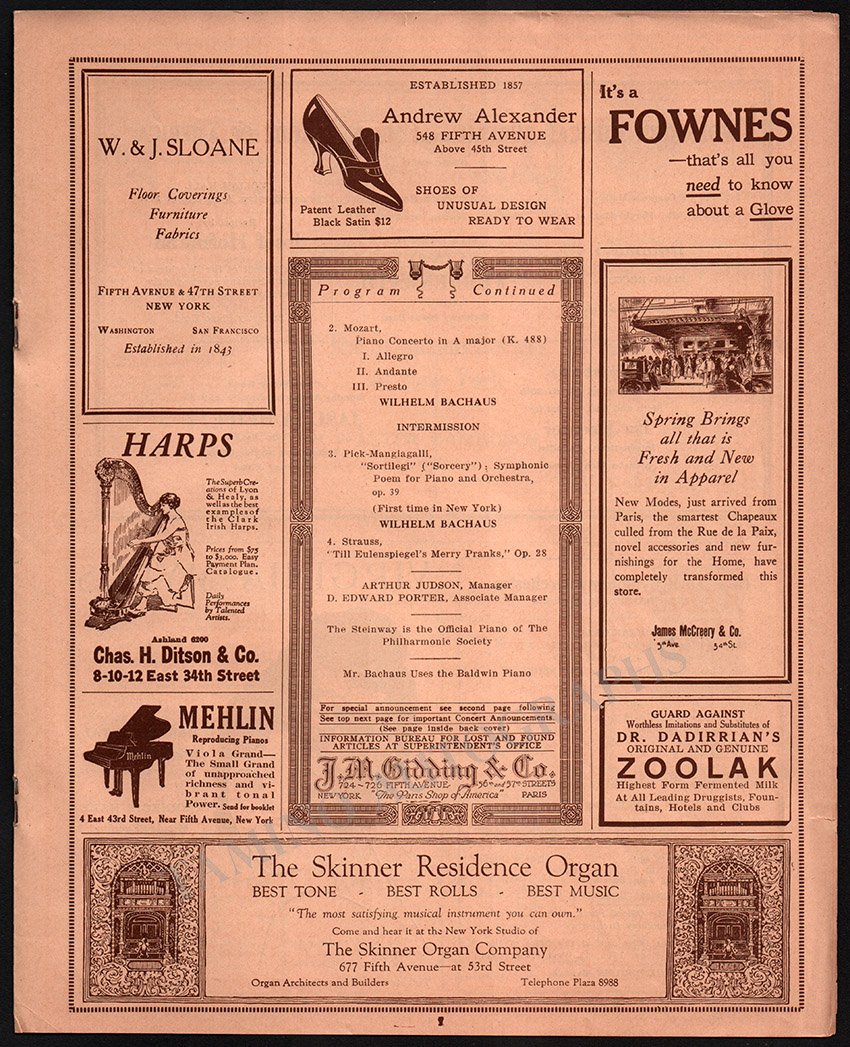 W. & J. SLOANE
Floor Coverings
Furniture
Fabrics
FIFTH AVENUE & 47TH STREET
NEW YORK
WASHINGTON SAN FRANCISCO
Established in 1843
ESTABLISHED 1857
Andrew Alexander
548 FIFTH AVENUE
Above 45th Street
SHOES OF
UNUSUAL DESIGN
READY TO WEAR
Patent Leather
Black Satin $12
It's a
FOWNES
—that's all you
need to know
about a Glove
HARPS
The Superb Cre-
ations of Lyon
& Healy, as
well as the best
examples of
the Clark
Irish Harps.
Prices from $75
to $3,000. Easy
Payment Plan.
Catalogue.
Daily
Performances
by Talented
Artists.
Ashland 6200
Chas. H. Ditson & Co.
8-10-12 East 34th Street
MEHLIN
Reproducing Pianos
Viola Grand—
The Small Grand
of unapproached
richness and vi-
brant tonal
Power. Send for booklet
Mehlin
4 East 43rd Street, Near Fifth Avenue, New York
Program Continued
2. Mozart,
Piano Concerto in A major (K. 488)
I. Allegro
II. Andante
III. Presto
WILHELM BACHAUS
INTERMISSION
3. Pick-Mangiagalli,
"Sortilegi" ("Sorcery"); Symphonic
Poem for Piano and Orchestra,
op. 39
(First time in New York)
WILHELM BACHAUS
4. Strauss,
"Till Eulenspiegel's Merry Pranks," Op. 28
ARTHUR JUDSON, Manager
D. EDWARD PORTER, Associate Manager
The Steinway is the Official Piano of The
Philharmonic Society
Mr. Bachaus Uses the Baldwin Piano
For special announcement see second page following
See top next page for important Concert Announcements.
(See page inside back cover)
INFORMATION BUREAU FOR LOST AND FOUND
ARTICLES AT SUPERINTENDENT'S OFFICE
J.M. Gidding & Co.
724~726 FIFTH AVENUE 56TH and 57TH STREETS
NEW YORK "The Paris Shop of America" PARIS
Spring Brings
all that is
Fresh and New
in Apparel
New Modes, just arrived from
Paris, the smartest Chapeaux
culled from the Rue de la Paix,
novel accessories and new fur-
nishings for the Home, have
completely transformed this
store.
James McCreery & Co.
5th Ave. 34th St.
GUARD AGAINST
Worthless Imitations and Substitutes of
DR. DADIRRIAN'S
ORIGINAL AND GENUINE
ZOOLAK
Highest Form Fermented Milk
At All Leading Druggists, Foun-
tains, Hotels and Clubs
The Skinner Residence Organ
BEST TONE - BEST ROLLS - BEST MUSIC
"The most satisfying musical instrument you can own."
Come and hear it at the New York Studio of
The Skinner Organ Company
677 Fifth Avenue—at 53rd Street
Organ Architects and Builders Telephone Plaza 8988